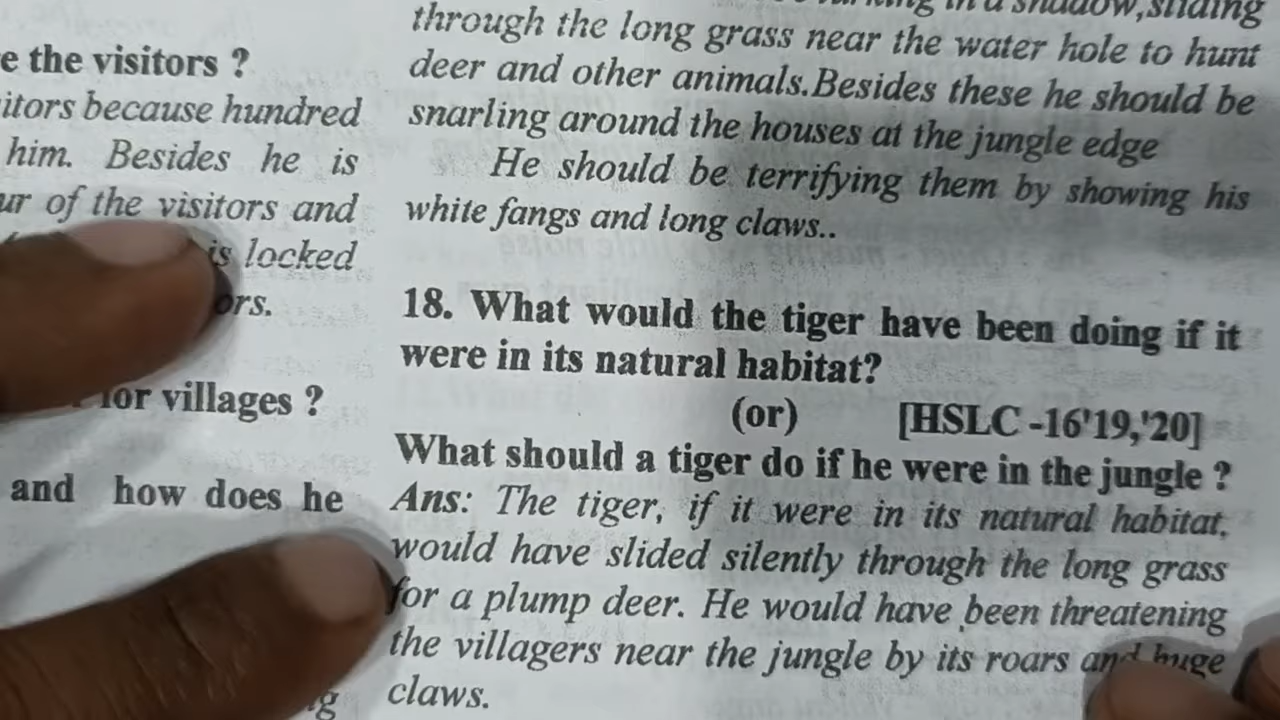 e the visitors ?
itors because hundred
him. Besides he is
ur of the visitors and
is locked
ors.
for villages ?
and how does he
in a shadow,sliding
through the long grass near the water hole to hunt
deer and other animals.Besides these he should be
snarling around the houses at the jungle edge
He should be terrifying them by showing his
white fangs and long claws..
18. What would the tiger have been doing if it
were in its natural habitat?
(or) [HSLC -16'19,'20]
What should a tiger do if he were in the jungle ?
Ans: The tiger, if it were in its natural habitat,
would have slided silently through the long grass
for a plump deer. He would have been threatening
the villagers near the jungle by its roars and huge
claws.